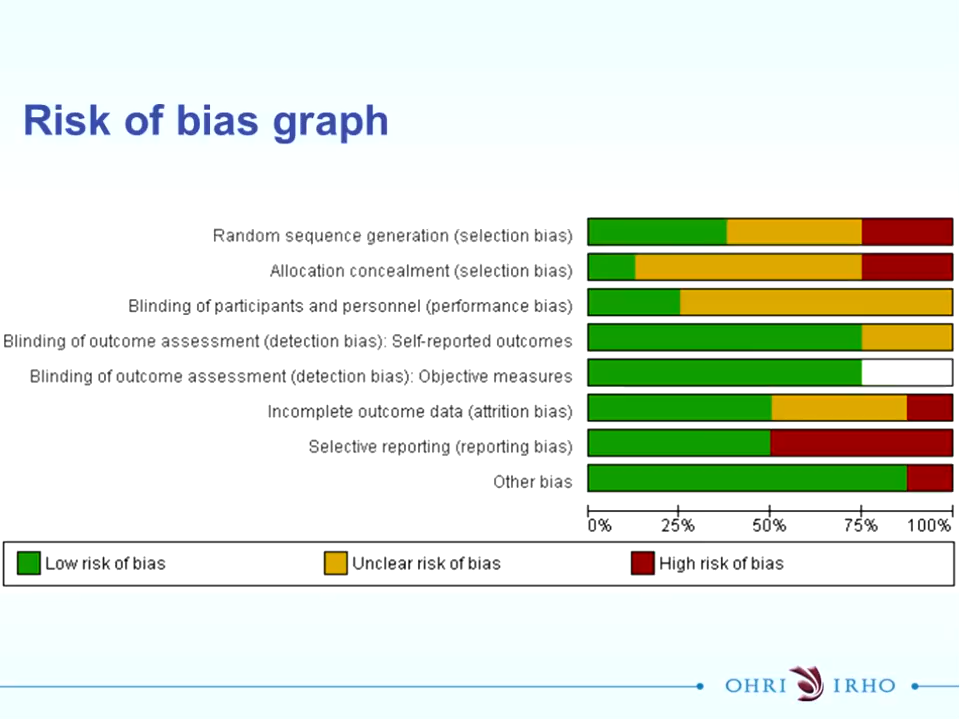 Risk of bias graph
Random sequence generation (selection bias)
Allocation concealment (selection bias)
Blinding of participants and personnel (performance bias)
Blinding of outcome assessment (detection bias): Self-reported outcomes
Blinding of outcome assessment (detection bias): Objective measures
Incomplete outcome data (attrition bias)
Selective reporting (reporting bias)
Other bias
0% 25% 50% 75% 100%
Low risk of bias Unclear risk of bias High risk of bias
OHRI IRHO